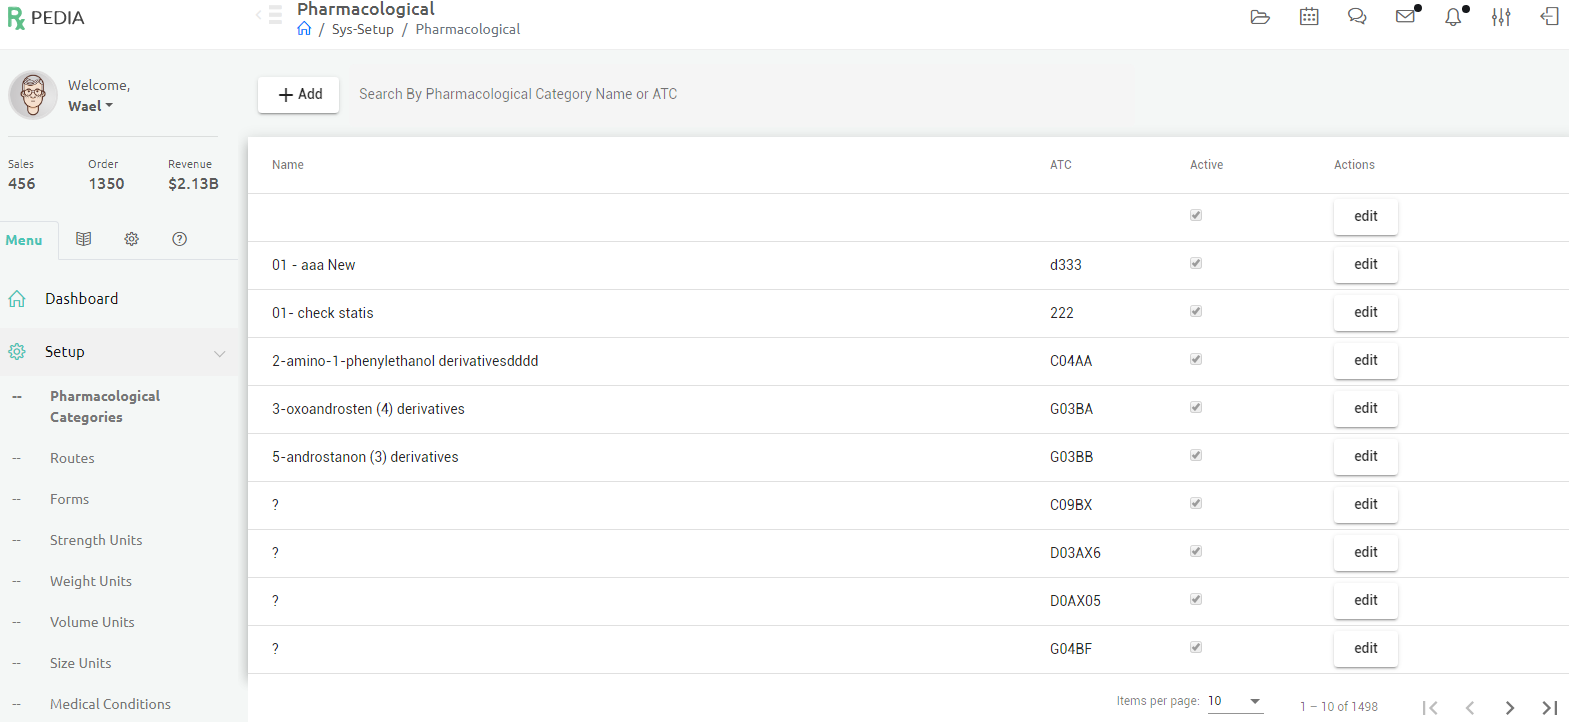 Rx PEDIA
Pharmacological
/ Sys-Setup / Pharmacological
Welcome,
Wael
Sales Order Revenue
456 1350 $2.13B
Menu
Dashboard
Setup
-- Pharmacological
Categories
-- Routes
-- Forms
-- Strength Units
-- Weight Units
-- Volume Units
-- Size Units
-- Medical Conditions
+ Add Search By Pharmacological Category Name or ATC
Name ATC Active Actions
edit
01 - aaa New d333 edit
01- check statis 222 edit
2-amino-1-phenylethanol derivativesdddd C04AA edit
3-oxoandrosten (4) derivatives G03BA edit
5-androstanon (3) derivatives G03BB edit
? C09BX edit
? D03AX6 edit
? D0AX05 edit
? G04BF edit
Items per page: 10 1 – 10 of 1498